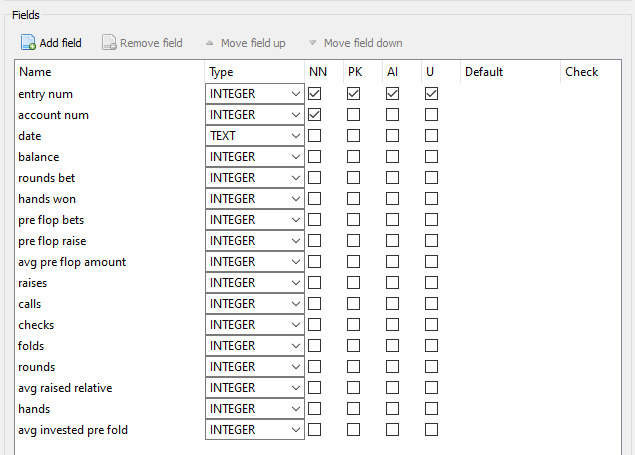 Fields
Add field Remove field Move field up Move field down
Name Type NN PK AI U Default Check
entry num INTEGER
account num INTEGER
date TEXT
balance INTEGER
rounds bet INTEGER
hands won INTEGER
pre flop bets INTEGER
pre flop raise INTEGER
avg pre flop amount INTEGER
raises INTEGER
calls INTEGER
checks INTEGER
folds INTEGER
rounds INTEGER
avg raised relative INTEGER
hands INTEGER
avg invested pre fold INTEGER